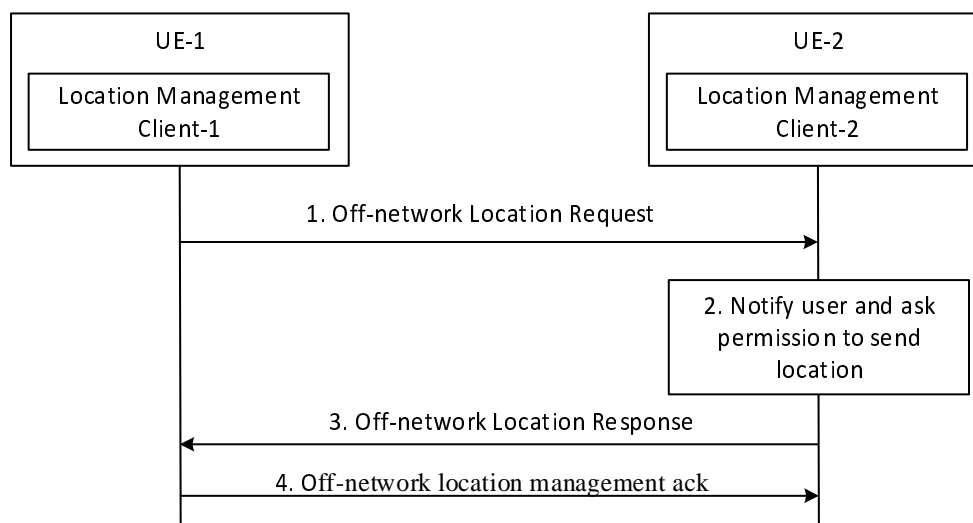 UE-1
Location Management
Client-1
UE-2
Location Management
Client-2
1. Off-network Location Request
2. Notify user and ask
permission to send
location
3. Off-network Location Response
4. Off-network location management ack